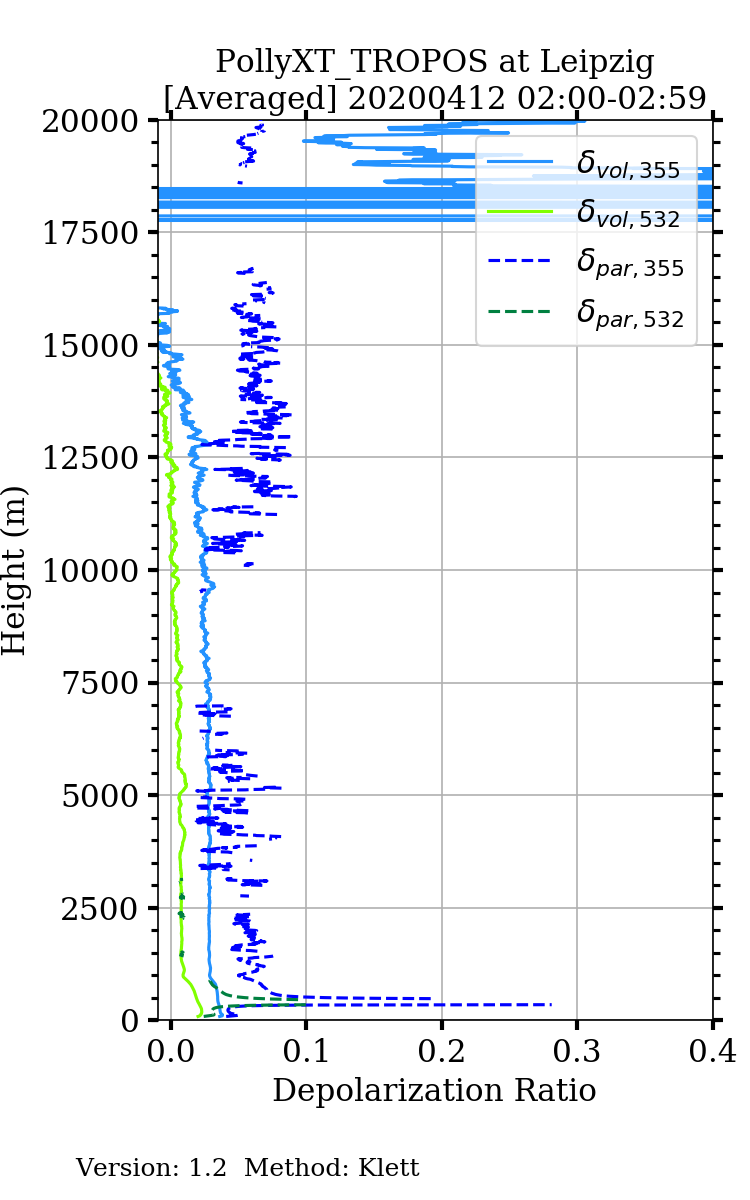 PollyXT_TROPOS at Leipzig
[Averaged] 20200412 02:00-02:59
20000
17500
15000
12500
10000
7500
5000
2500
0
Height (m)
δvol, 355
δvol, 532
δpar, 355
δpar, 532
0.0 0.1 0.2 0.3 0.4
Depolarization Ratio
Version: 1.2 Method: Klett